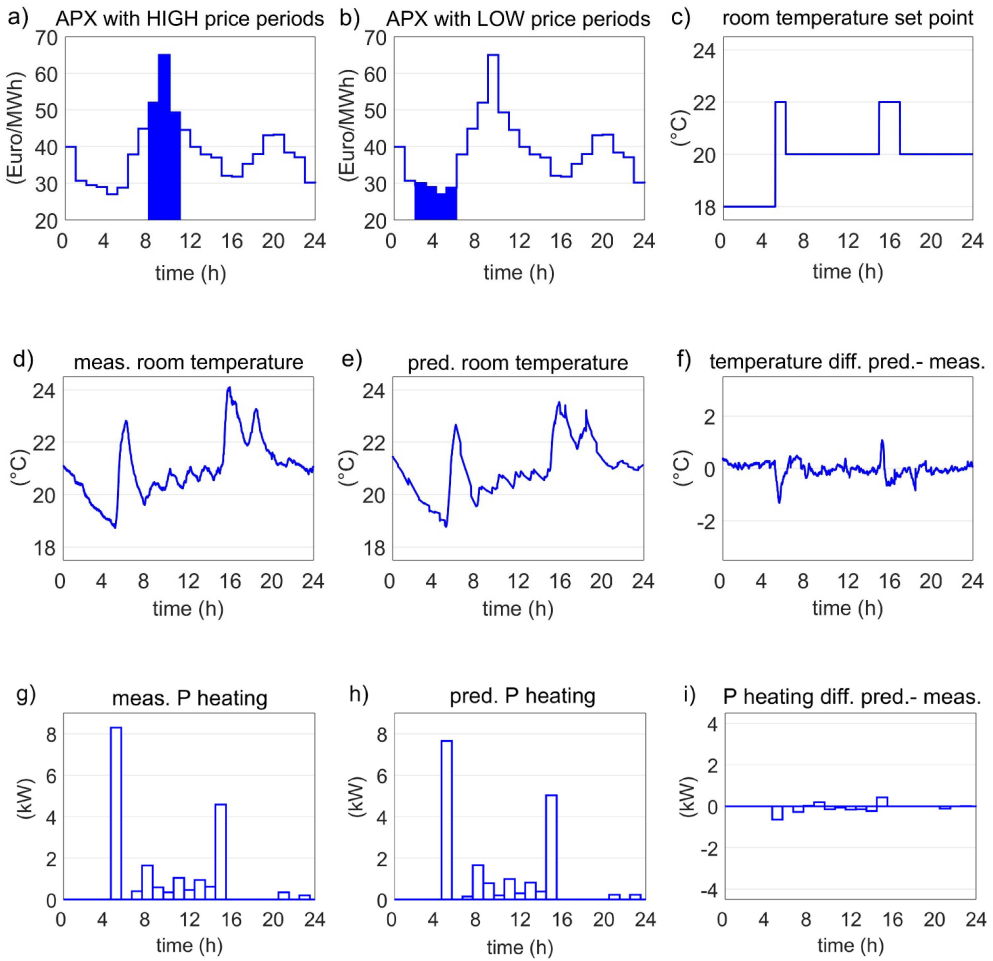 a) APX with HIGH price periods
70
60
50
40
30
20
(Euro/MWh)
0 4 8 12 16 20 24
time (h)
b) APX with LOW price periods
70
60
50
40
30
20
(Euro/MWh)
0 4 8 12 16 20 24
time (h)
c) room temperature set point
24
22
20
18
(°C)
0 4 8 12 16 20 24
time (h)
d) meas. room temperature
24
22
20
18
(°C)
0 4 8 12 16 20 24
time (h)
e) pred. room temperature
24
22
20
18
(°C)
0 4 8 12 16 20 24
time (h)
f) temperature diff. pred.- meas.
2
0
-2
(°C)
0 4 8 12 16 20 24
time (h)
g) meas. P heating
8
6
4
2
0
(kW)
0 4 8 12 16 20 24
time (h)
h) pred. P heating
8
6
4
2
0
(kW)
0 4 8 12 16 20 24
time (h)
i) P heating diff. pred.- meas.
4
2
0
-2
-4
(kW)
0 4 8 12 16 20 24
time (h)